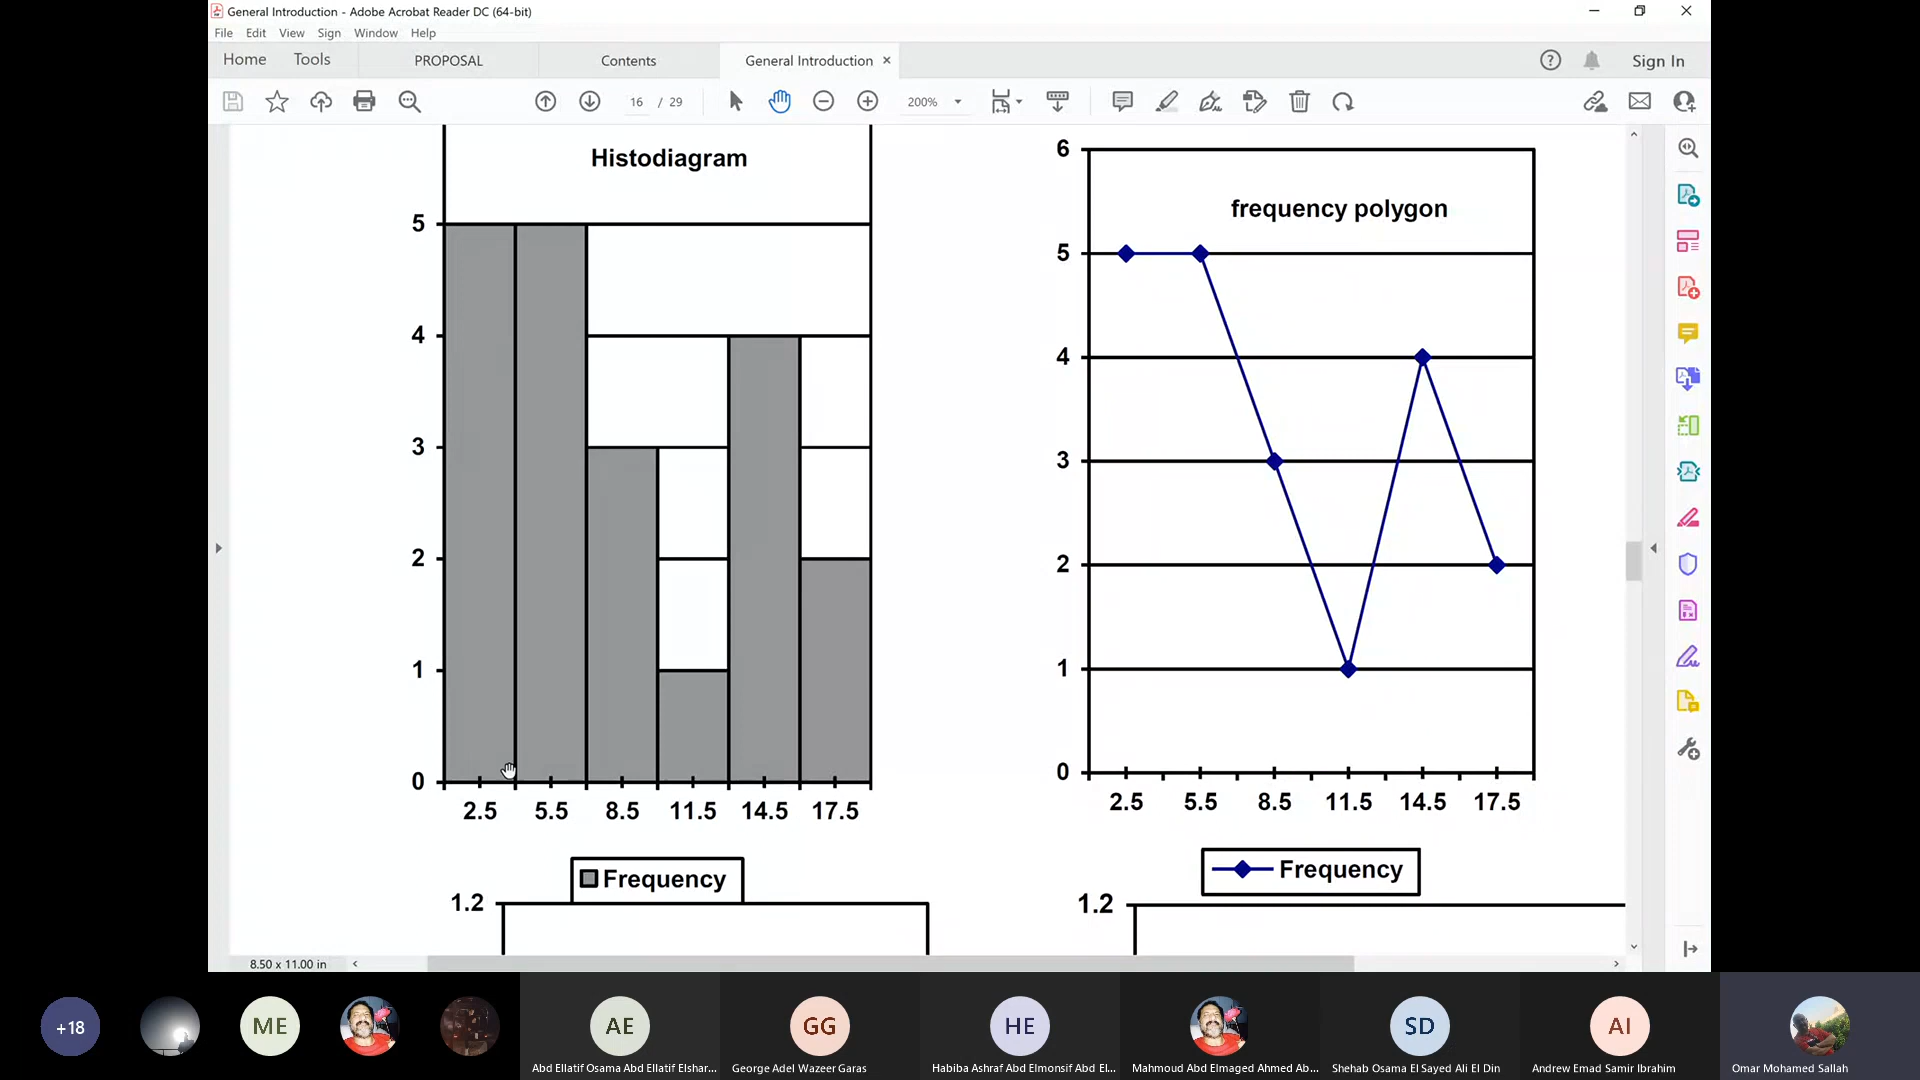 General Introduction - Adobe Acrobat Reader DC (64-bit)
File Edit View Sign Window Help
Home Tools PROPOSAL Contents General Introduction × Sign In
16 / 29 200%
Histodiagram
5
4
3
2
1
0
2.5 5.5 8.5 11.5 14.5 17.5
Frequency
1.2
6
frequency polygon
5
4
3
2
1
0
2.5 5.5 8.5 11.5 14.5 17.5
Frequency
1.2
8.50 x 11.00 in
+18 ME AE GG HE SD AI
Abd Ellatif Osama Abd Ellatif Elshar... George Adel Wazeer Garas Habiba Ashraf Abd Elmonsif Abd El... Mahmoud Abd Elmaged Ahmed Ab... Shehab Osama El Sayed Ali El Din Andrew Emad Samir Ibrahim Omar Mohamed Sallah